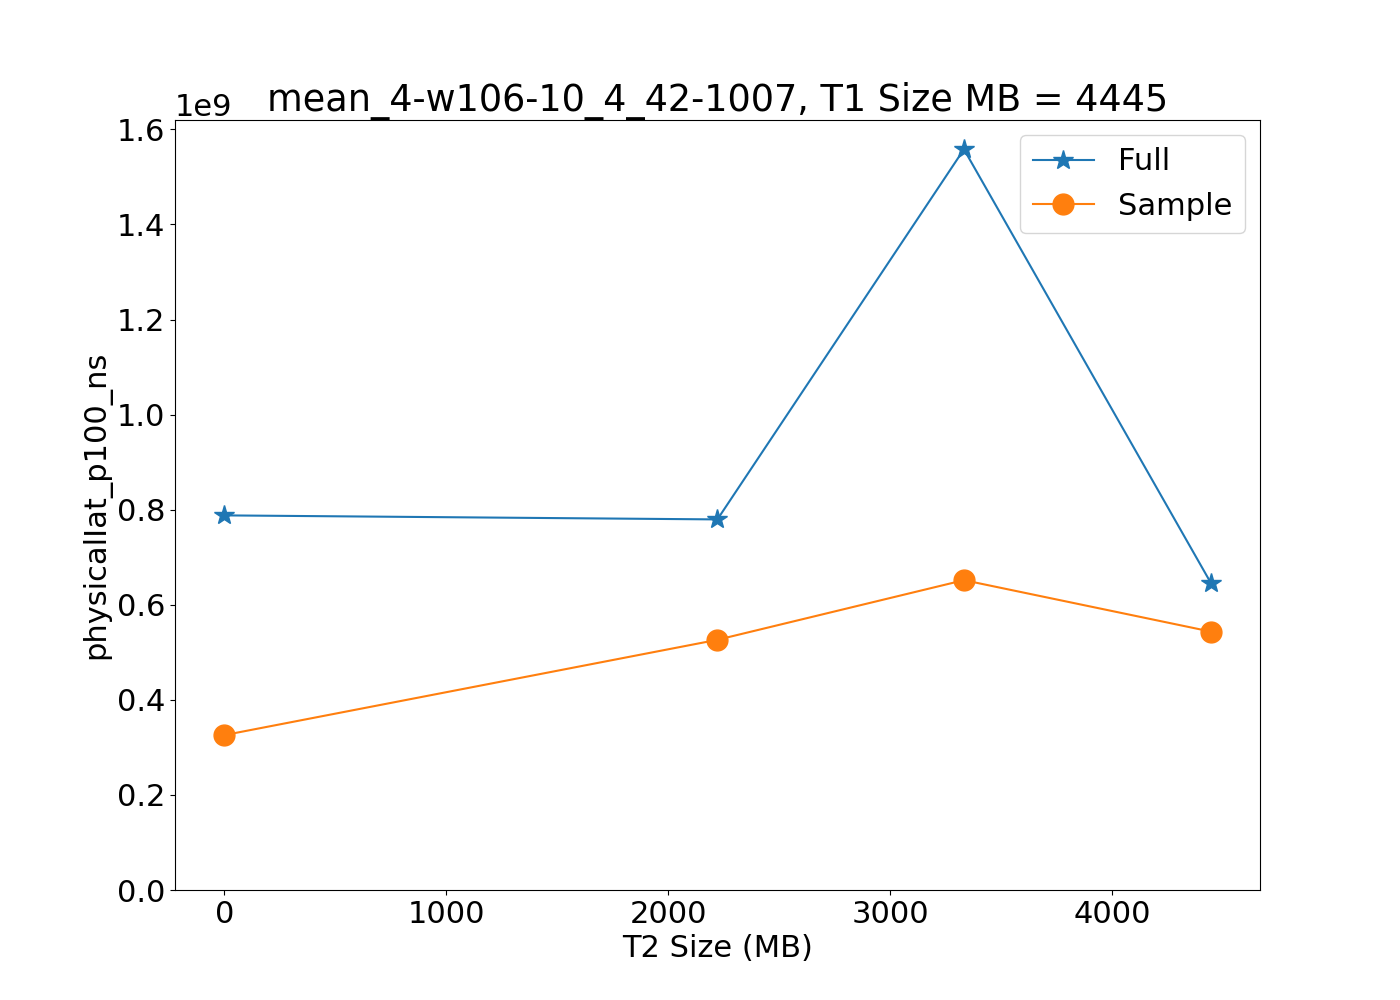 1e9
mean_4-w106-10_4_42-1007, T1 Size MB = 4445
1.6
1.4
1.2
1.0
0.8
0.6
0.4
0.2
0.0
physicallat_p100_ns
Full
Sample
0 1000 2000 3000 4000
T2 Size (MB)